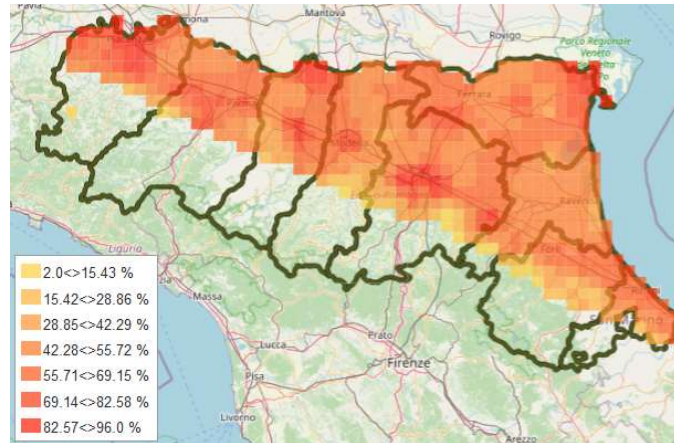 Pavia
Mantova
Rovigo
Parco Regionale
Veneto
Ferrara
Liguria
Massa
Prato
Lucca
Firenze
Pisa
Livorno
Arezzo
2.0<>15.43 %
15.42<>28.86 %
28.85<>42.29 %
42.28<>55.72 %
55.71<>69.15 %
69.14<>82.58 %
82.57<>96.0 %